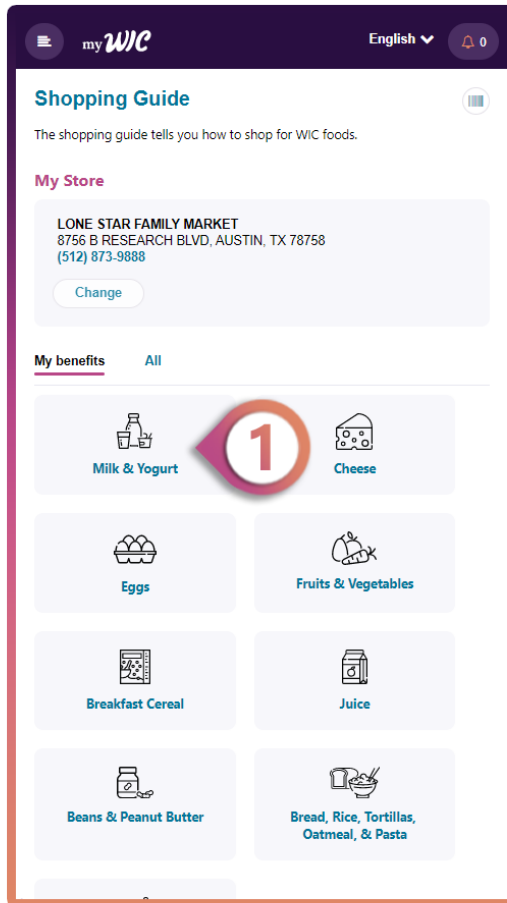 my WIC
English
0
Shopping Guide
The shopping guide tells you how to shop for WIC foods.
My Store
LONE STAR FAMILY MARKET
8756 B RESEARCH BLVD, AUSTIN, TX 78758
(512) 873-9888
Change
My benefits All
1
Milk & Yogurt
Cheese
Eggs
Fruits & Vegetables
Breakfast Cereal
Juice
Beans & Peanut Butter
Bread, Rice, Tortillas,
Oatmeal, & Pasta